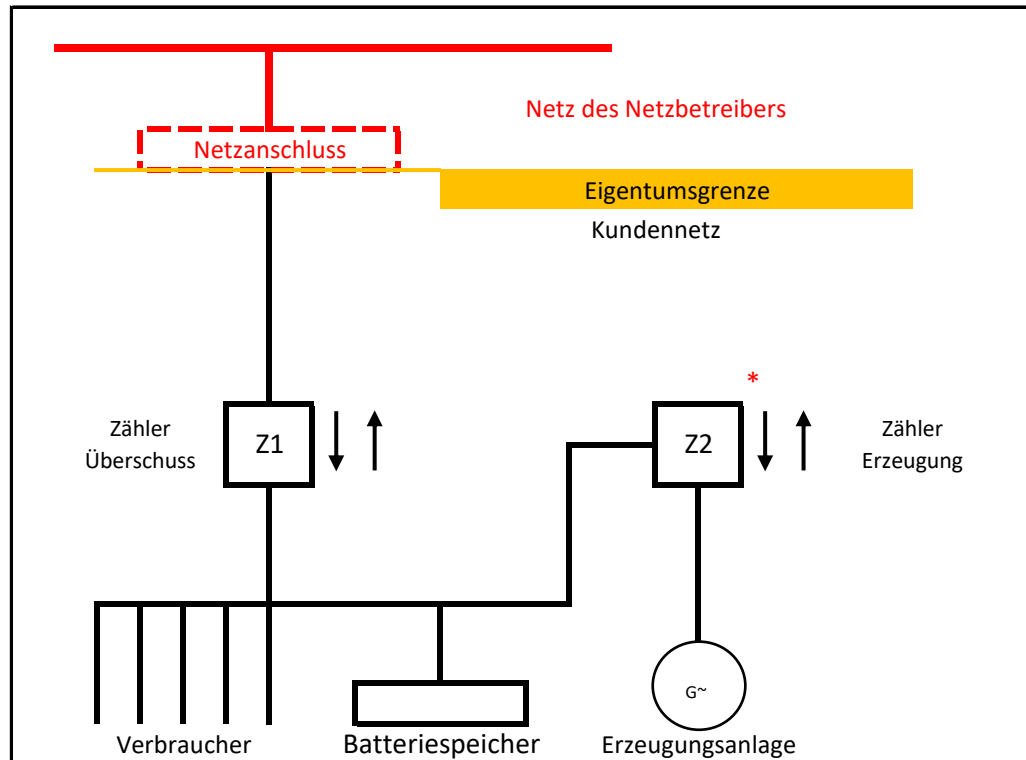 Netz des Netzbetreibers
Netzanschluss
Eigentumsgrenze
Kundennetz
*
Zähler
Überschuss
Z1
Z2
Zähler
Erzeugung
G~
Verbraucher
Batteriespeicher
Erzeugungsanlage